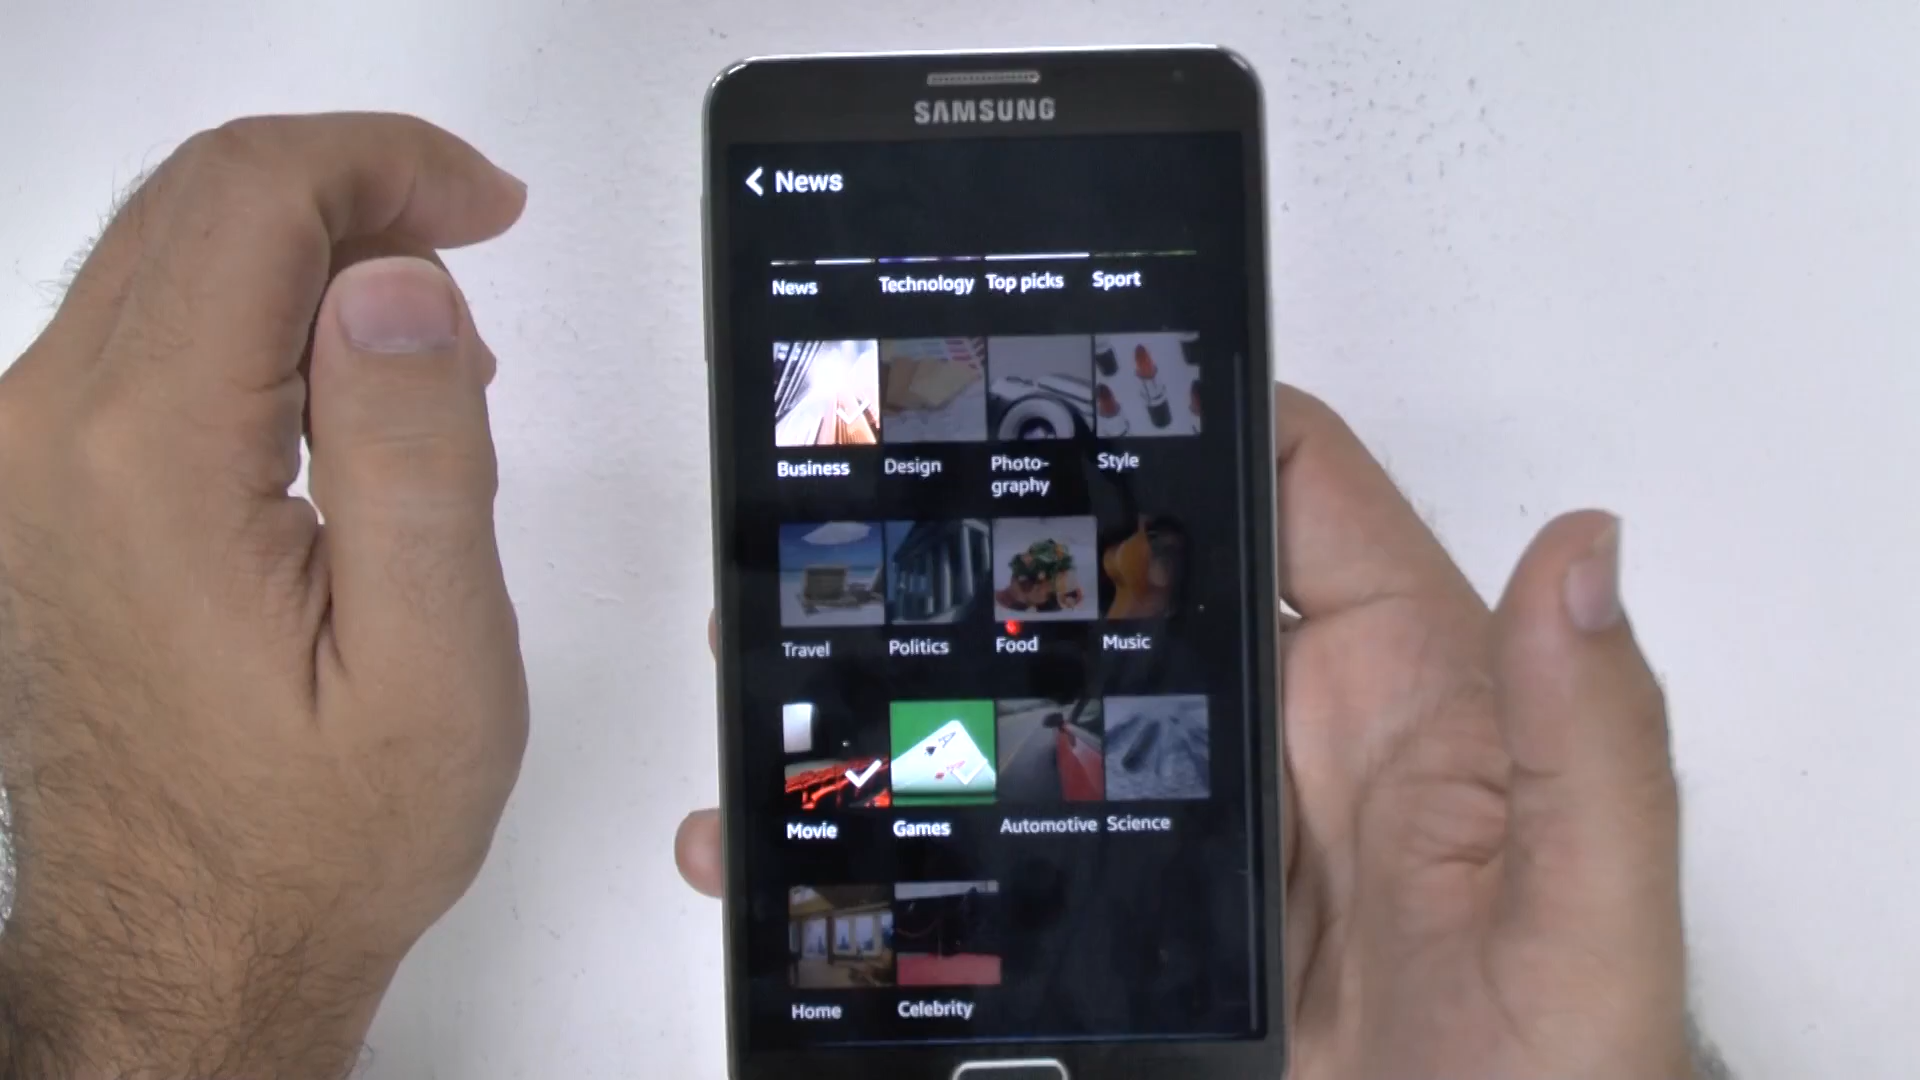 SAMSUNG
News
News Technology Top picks Sport
Business Design Photo- Style
graphy
Travel Politics Food Music
Movie Games Automotive Science
Home Celebrity